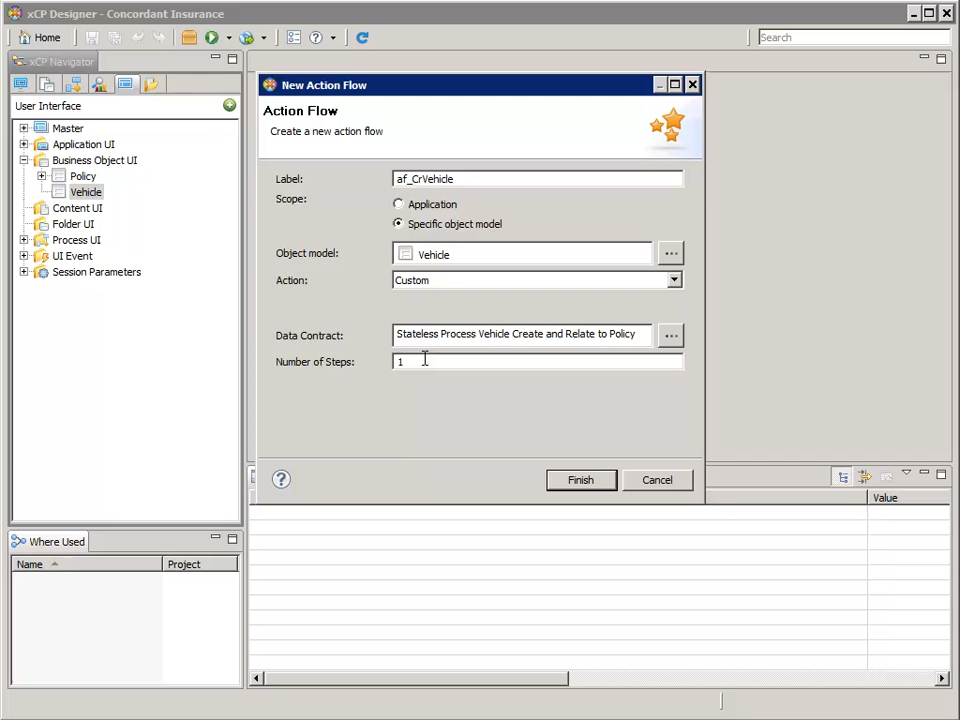 xCP Designer - Concordant Insurance
Home
Search
xCP Navigator
User Interface
Master
Application UI
Business Object UI
Policy
Vehicle
Content UI
Folder UI
Process UI
UI Event
Session Parameters
New Action Flow
Action Flow
Create a new action flow
Label: af_CrVehicle
Scope: Application
Specific object model
Object model: Vehicle ...
Action: Custom
Data Contract: Stateless Process Vehicle Create and Relate to Policy ...
Number of Steps: 1
? Finish Cancel
Value
Where Used
Name Project